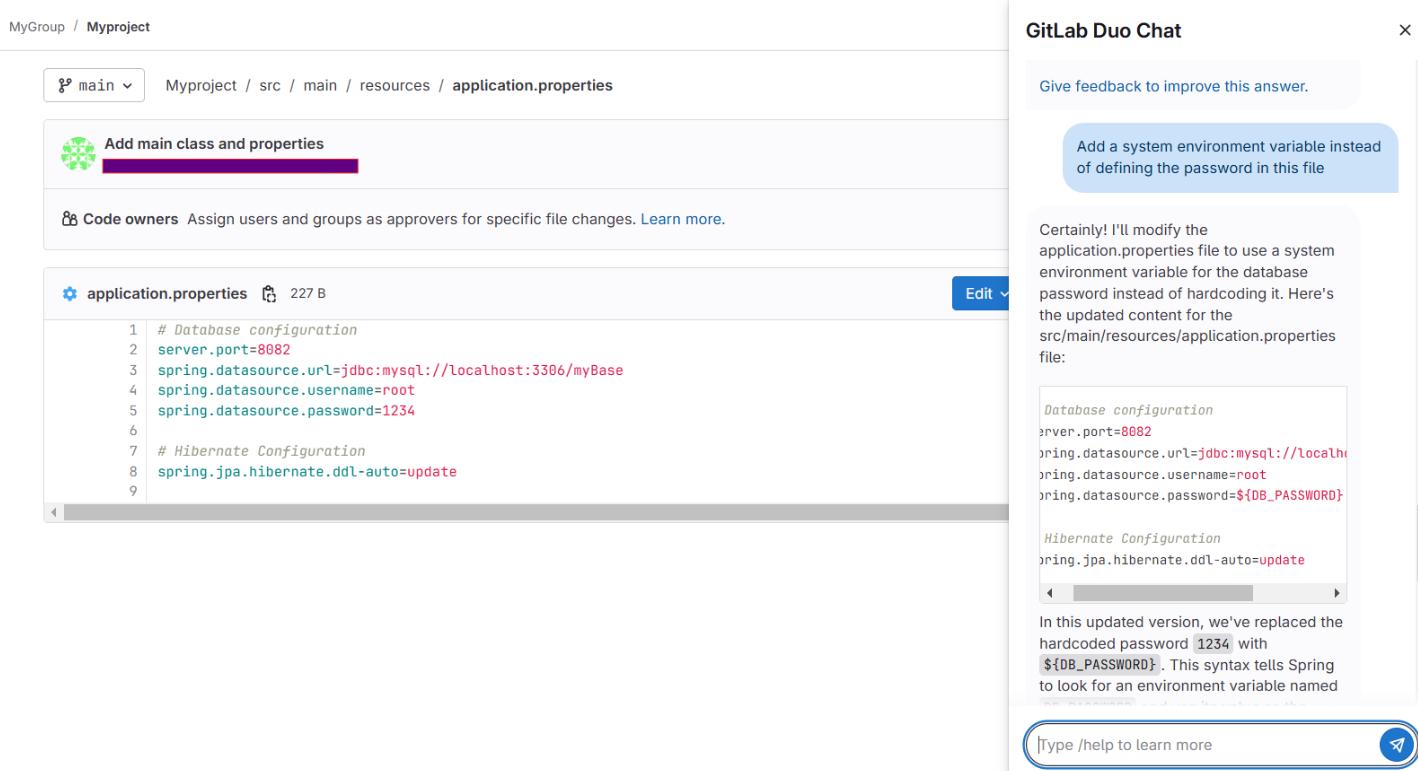 MyGroup / Myproject
main
Myproject / src / main / resources / application.properties
Add main class and properties
Code owners Assign users and groups as approvers for specific file changes. Learn more.
application.properties 227 B
Edit
1 # Database configuration
2 server.port=8082
3 spring.datasource.url=jdbc:mysql://localhost:3306/myBase
4 spring.datasource.username=root
5 spring.datasource.password=1234
6
7 # Hibernate Configuration
8 spring.jpa.hibernate.ddl-auto=update
9
GitLab Duo Chat
Give feedback to improve this answer.
Add a system environment variable instead
of defining the password in this file
Certainly! I'll modify the
application.properties file to use a system
environment variable for the database
password instead of hardcoding it. Here's
the updated content for the
src/main/resources/application.properties
file:
Database configuration
erver.port=8082
pring.datasource.url=jdbc:mysql://localh
pring.datasource.username=root
pring.datasource.password=${DB_PASSWORD}
Hibernate Configuration
pring.jpa.hibernate.ddl-auto=update
In this updated version, we've replaced the
hardcoded password 1234 with
${DB_PASSWORD}. This syntax tells Spring
to look for an environment variable named
Type /help to learn more